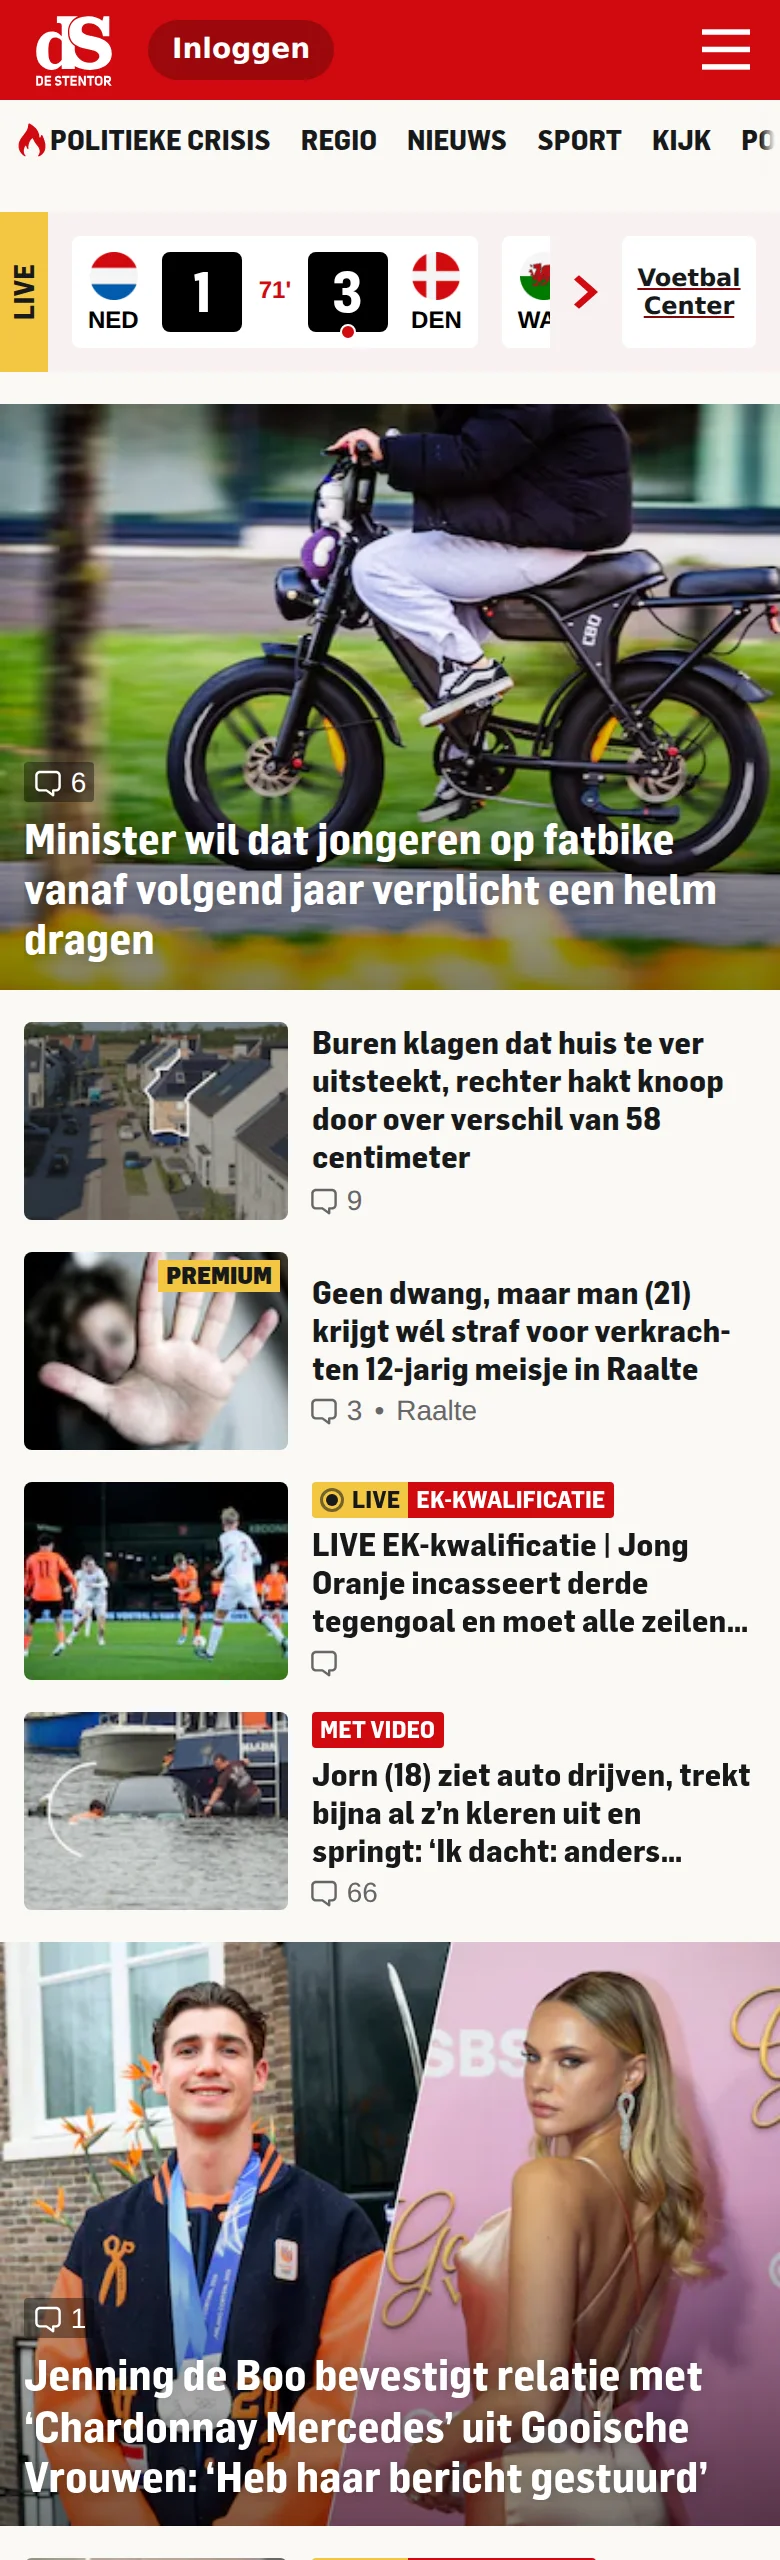 dS
DE STENTOR
Inloggen
POLITIEKE CRISIS REGIO NIEUWS SPORT KIJK PO
LIVE
NED 1 71' 3 DEN
WA
Voetbal
Center
6
Minister wil dat jongeren op fatbike
vanaf volgend jaar verplicht een helm
dragen
Buren klagen dat huis te ver
uitsteekt, rechter hakt knoop
door over verschil van 58
centimeter
9
PREMIUM
Geen dwang, maar man (21)
krijgt wél straf voor verkrach-
ten 12-jarig meisje in Raalte
3 • Raalte
LIVE EK-KWALIFICATIE
LIVE EK-kwalificatie | Jong
Oranje incasseert derde
tegengoal en moet alle zeilen...
MET VIDEO
Jorn (18) ziet auto drijven, trekt
bijna al z’n kleren uit en
springt: ‘Ik dacht: anders...
66
SBS
1
Jenning de Boo bevestigt relatie met
‘Chardonnay Mercedes’ uit Gooische
Vrouwen: ‘Heb haar bericht gestuurd’